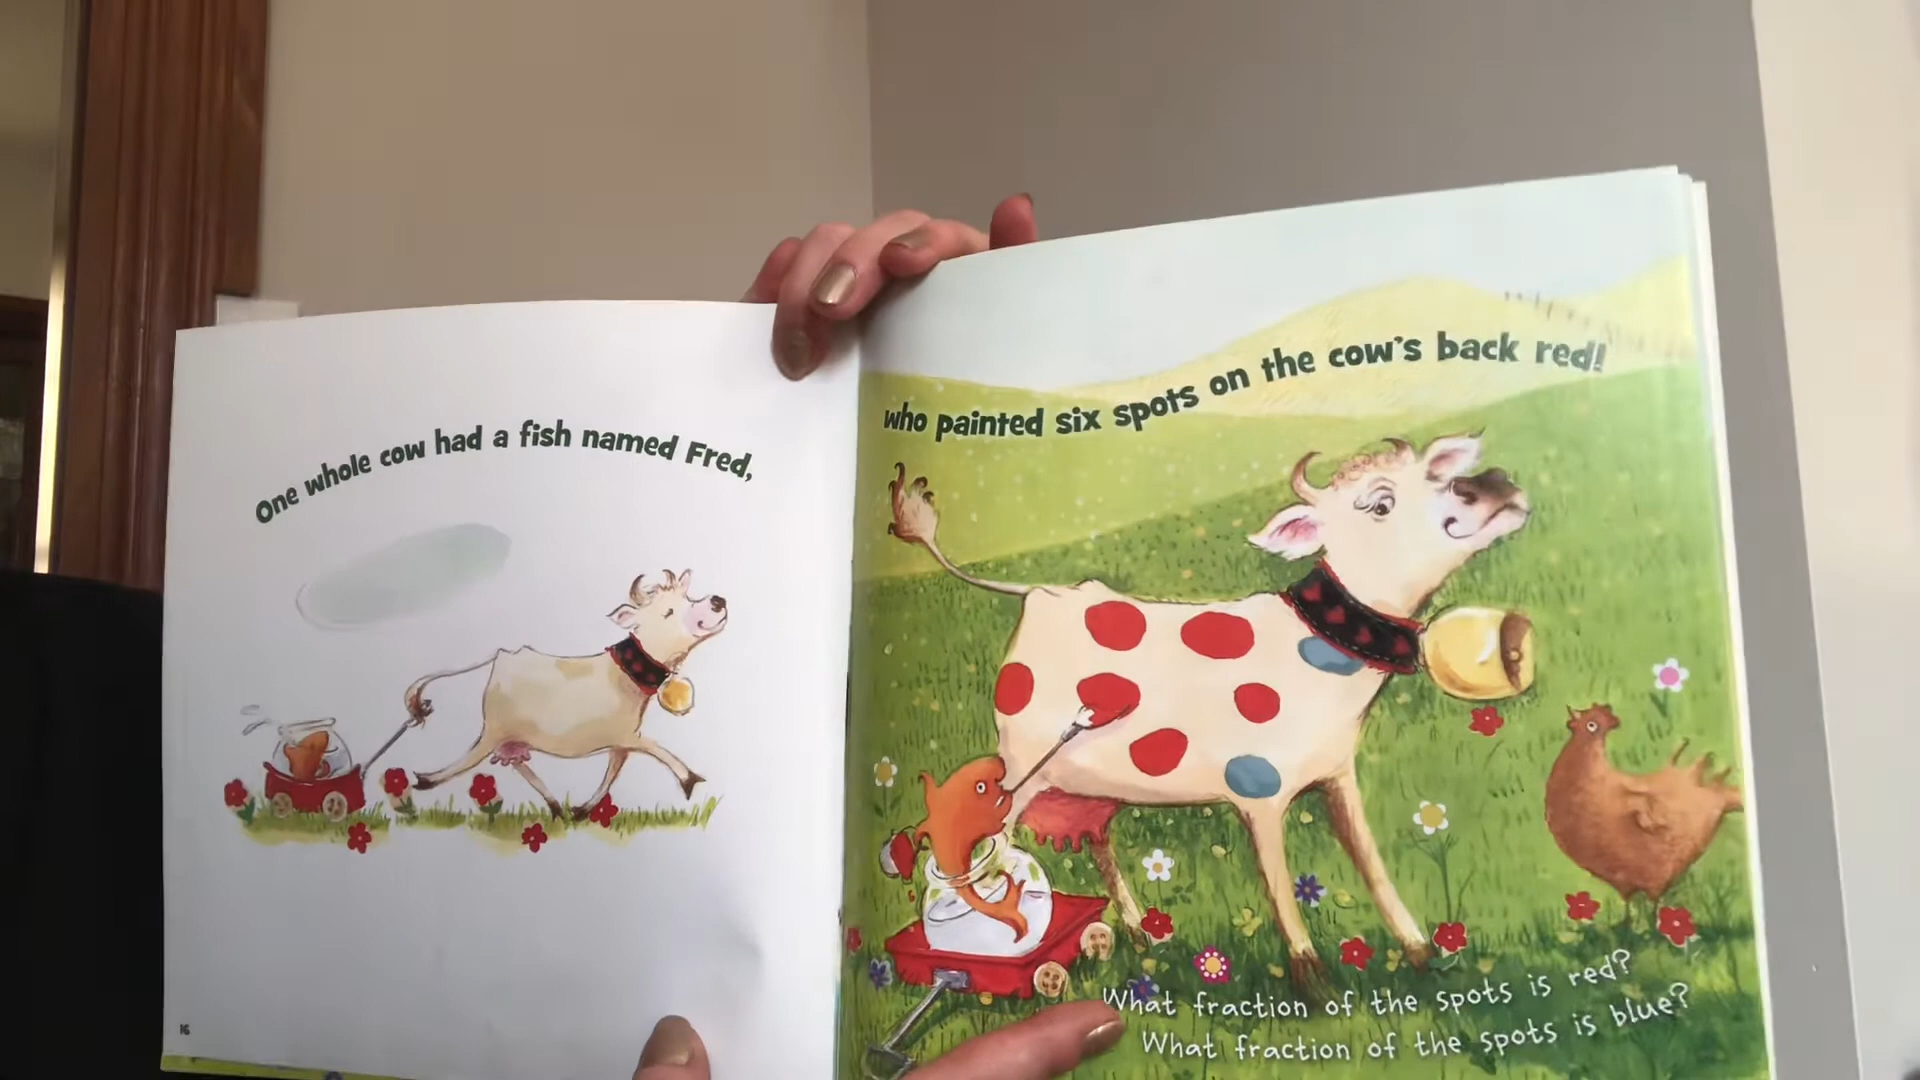 One whole cow had a fish named Fred,
16
who painted six spots on the cow's back red!
What fraction of the spots is red?
What fraction of the spots is blue?